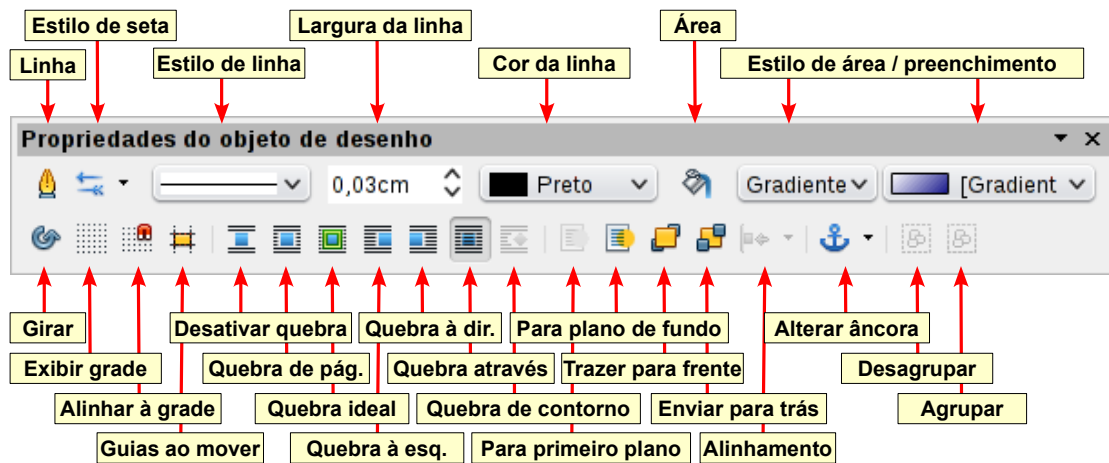 Estilo de seta Largura da linha Área
Linha Estilo de linha Cor da linha Estilo de área / preenchimento
Propriedades do objeto de desenho
0,03cm Preto Gradiente [Gradient
Girar Desativar quebra Quebra à dir. Para plano de fundo Alterar âncora
Exibir grade Quebra de pág. Quebra através Trazer para frente Desagrupar
Alinhar à grade Quebra ideal Quebra de contorno Enviar para trás Agrupar
Guias ao mover Quebra à esq. Para primeiro plano Alinhamento